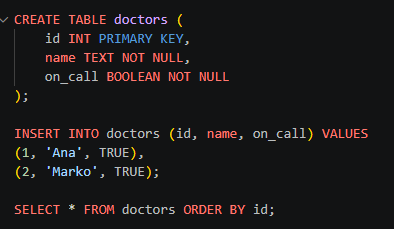 CREATE TABLE doctors (
    id INT PRIMARY KEY,
    name TEXT NOT NULL,
    on_call BOOLEAN NOT NULL
);

INSERT INTO doctors (id, name, on_call) VALUES
(1, 'Ana', TRUE),
(2, 'Marko', TRUE);

SELECT * FROM doctors ORDER BY id;